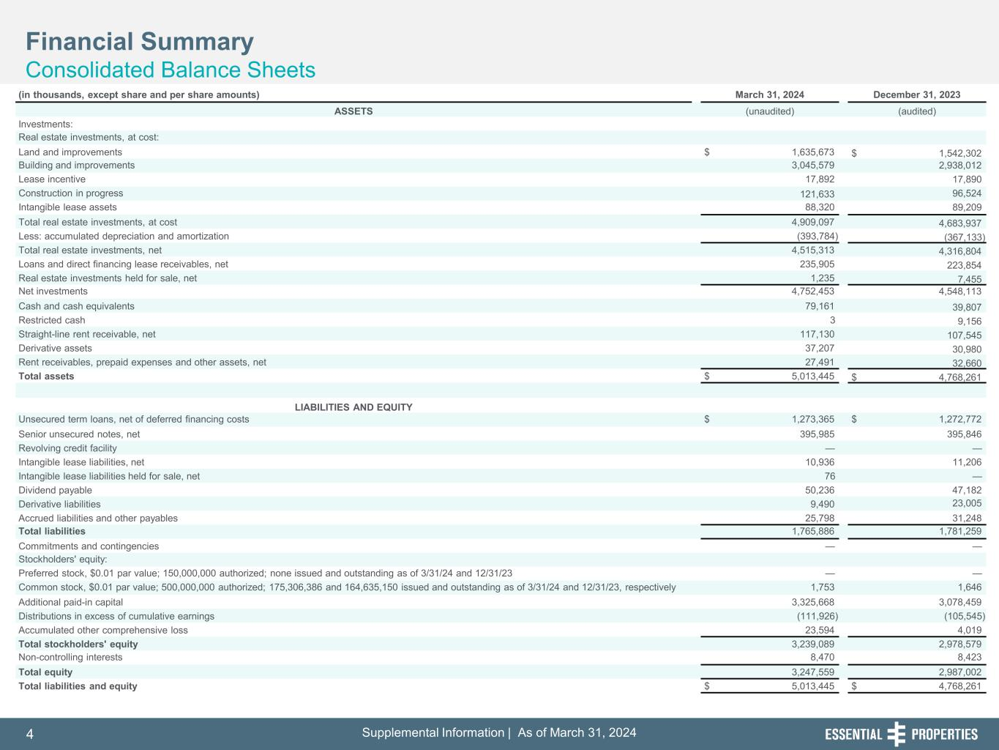 Financial Summary
Consolidated Balance Sheets
(in thousands, except share and per share amounts) March 31, 2024 December 31, 2023
ASSETS (unaudited) (audited)
Investments:
Real estate investments, at cost:
Land and improvements $ 1,635,673 $ 1,542,302
Building and improvements 3,045,579 2,938,012
Lease incentive 17,892 17,890
Construction in progress 121,633 96,524
Intangible lease assets 88,320 89,209
Total real estate investments, at cost 4,909,097 4,683,937
Less: accumulated depreciation and amortization (393,784) (367,133)
Total real estate investments, net 4,515,313 4,316,804
Loans and direct financing lease receivables, net 235,905 223,854
Real estate investments held for sale, net 1,235 7,455
Net investments 4,752,453 4,548,113
Cash and cash equivalents 79,161 39,807
Restricted cash 3 9,156
Straight-line rent receivable, net 117,130 107,545
Derivative assets 37,207 30,980
Rent receivables, prepaid expenses and other assets, net 27,491 32,660
Total assets $ 5,013,445 $ 4,768,261
LIABILITIES AND EQUITY
Unsecured term loans, net of deferred financing costs $ 1,273,365 $ 1,272,772
Senior unsecured notes, net 395,985 395,846
Revolving credit facility — —
Intangible lease liabilities, net 10,936 11,206
Intangible lease liabilities held for sale, net 76 —
Dividend payable 50,236 47,182
Derivative liabilities 9,490 23,005
Accrued liabilities and other payables 25,798 31,248
Total liabilities 1,765,886 1,781,259
Commitments and contingencies — —
Stockholders' equity:
Preferred stock, $0.01 par value; 150,000,000 authorized; none issued and outstanding as of 3/31/24 and 12/31/23 — —
Common stock, $0.01 par value; 500,000,000 authorized; 175,306,386 and 164,635,150 issued and outstanding as of 3/31/24 and 12/31/23, respectively 1,753 1,646
Additional paid-in capital 3,325,668 3,078,459
Distributions in excess of cumulative earnings (111,926) (105,545)
Accumulated other comprehensive loss 23,594 4,019
Total stockholders' equity 3,239,089 2,978,579
Non-controlling interests 8,470 8,423
Total equity 3,247,559 2,987,002
Total liabilities and equity $ 5,013,445 $ 4,768,261
4 Supplemental Information | As of March 31, 2024 ESSENTIAL PROPERTIES